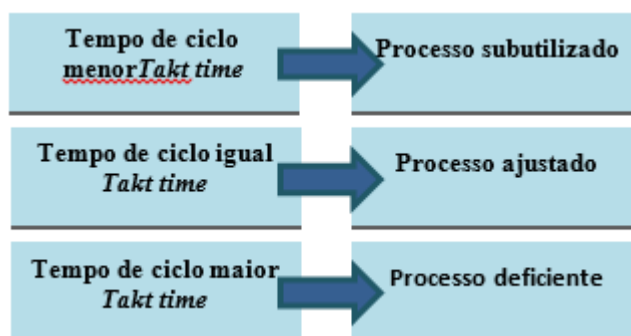 Tempo de ciclo
menorTakt time
Processo subutilizado
Tempo de ciclo igual
Takt time
Processo ajustado
Tempo de ciclo maior
Takt time
Processo deficiente